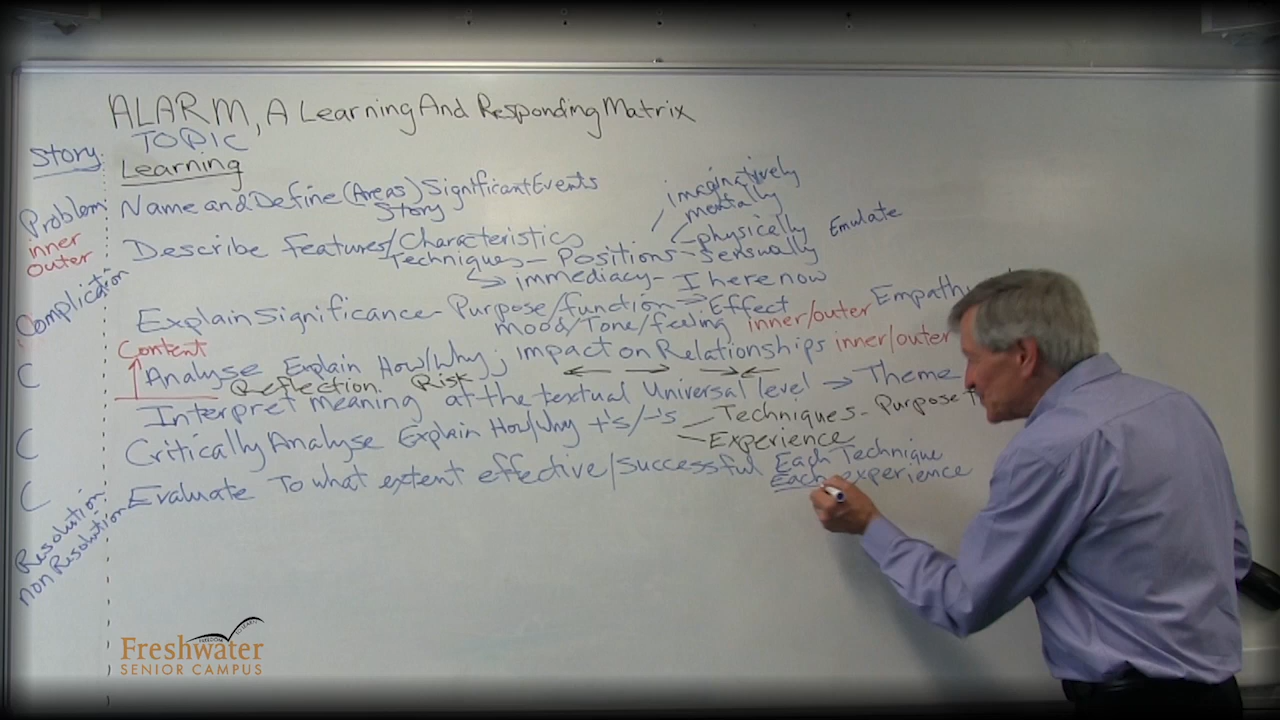 ALARM, A Learning And Responding Matrix
TOPIC
Story
Learning
Name and Define (Areas) Significant Events
Story
Problem
inner
outer
imaginatively
mentally
physically
sensually
Emulate
Describe Features/Characteristics
Techniques - Positions
immediacy - I here now
Complication
Explain Significance - Purpose/function → Effect
mood/Tone/feeling inner/outer Empathy
Content
C
Analyse Explain How/Why; impact on Relationships inner/outer
Reflection Risk
Interpret meaning at the textual Universal level → Theme
C
Critically Analyse Explain How/Why +'s/-'s
Techniques - Purpose
Experience
C
Evaluate To what extent effective/successful Each Technique
Each experience
Resolution
non Resolution
Freshwater
SENIOR CAMPUS